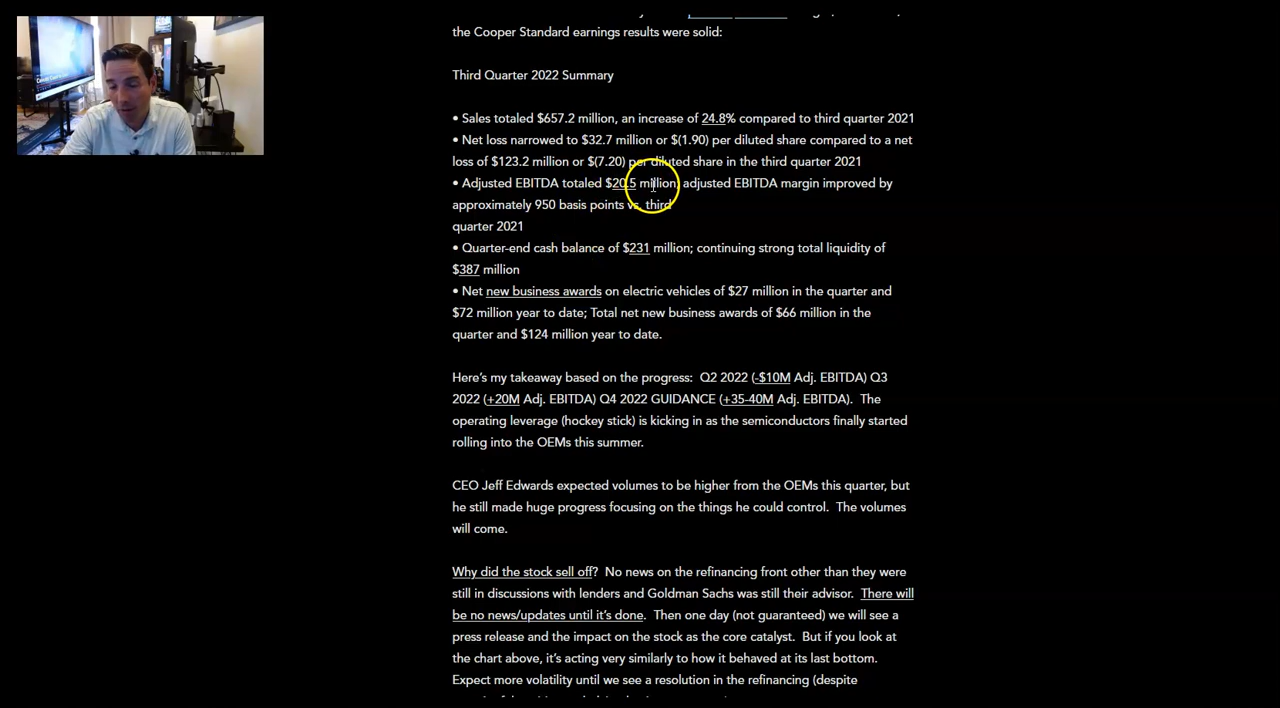 the Cooper Standard earnings results were solid:
Third Quarter 2022 Summary
• Sales totaled $657.2 million, an increase of 24.8% compared to third quarter 2021
• Net loss narrowed to $32.7 million or $(1.90) per diluted share compared to a net
loss of $123.2 million or $(7.20) per diluted share in the third quarter 2021
• Adjusted EBITDA totaled $20.5 million; adjusted EBITDA margin improved by
approximately 950 basis points vs. third
quarter 2021
• Quarter-end cash balance of $231 million; continuing strong total liquidity of
$387 million
• Net new business awards on electric vehicles of $27 million in the quarter and
$72 million year to date; Total net new business awards of $66 million in the
quarter and $124 million year to date.
Here's my takeaway based on the progress:  Q2 2022 (-$10M Adj. EBITDA) Q3
2022 (+20M Adj. EBITDA) Q4 2022 GUIDANCE (+35-40M Adj. EBITDA).  The
operating leverage (hockey stick) is kicking in as the semiconductors finally started
rolling into the OEMs this summer.
CEO Jeff Edwards expected volumes to be higher from the OEMs this quarter, but
he still made huge progress focusing on the things he could control.  The volumes
will come.
Why did the stock sell off?  No news on the refinancing front other than they were
still in discussions with lenders and Goldman Sachs was still their advisor.  There will
be no news/updates until it's done.  Then one day (not guaranteed) we will see a
press release and the impact on the stock as the core catalyst.  But if you look at
the chart above, it's acting very similarly to how it behaved at its last bottom.
Expect more volatility until we see a resolution in the refinancing (despite